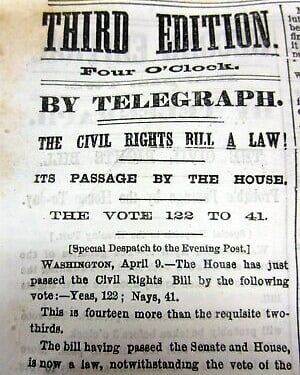 THIRD EDITION.
Four O'Clock.
BY TELEGRAPH.
THE CIVIL RIGHTS BILL A LAW!
ITS PASSAGE BY THE HOUSE.
THE VOTE 122 TO 41.
[Special Despatch to the Evening Post.]
WASHINGTON, April 9.—The House has just
passed the Civil Rights Bill by the following
vote:—Yeas, 122; Nays, 41.
This is fourteen more than the requisite two-
thirds.
The bill having passed the Senate and House,
is now a law, notwithstanding the veto of the